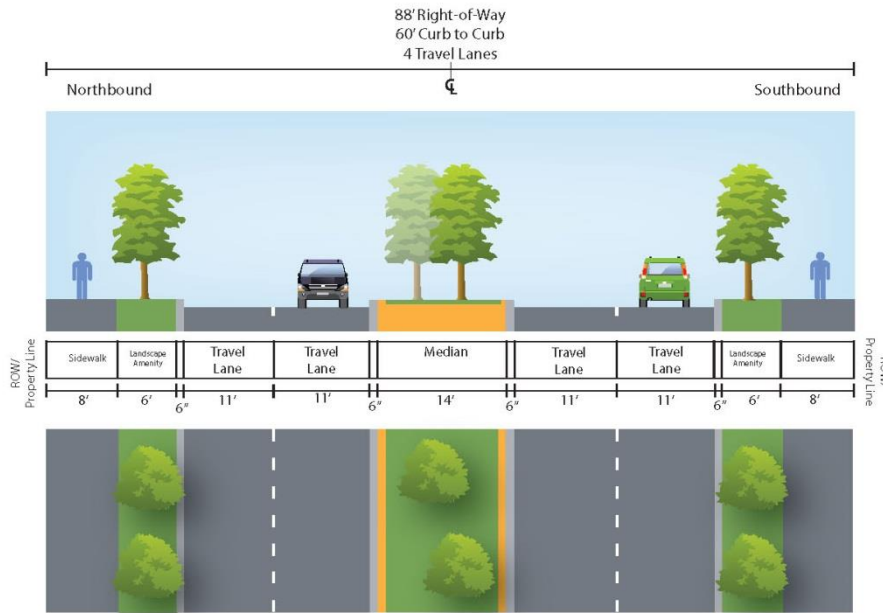 88' Right-of-Way
60' Curb to Curb
4 Travel Lanes
Northbound
℄
Southbound
ROW/
Property Line
Sidewalk
Landscape
Amenity
Travel
Lane
Travel
Lane
Median
Travel
Lane
Travel
Lane
Landscape
Amenity
Sidewalk
ROW/
Property Line
8'
6'
6"
11'
11'
6"
14'
6"
11'
11'
6"
6'
8'